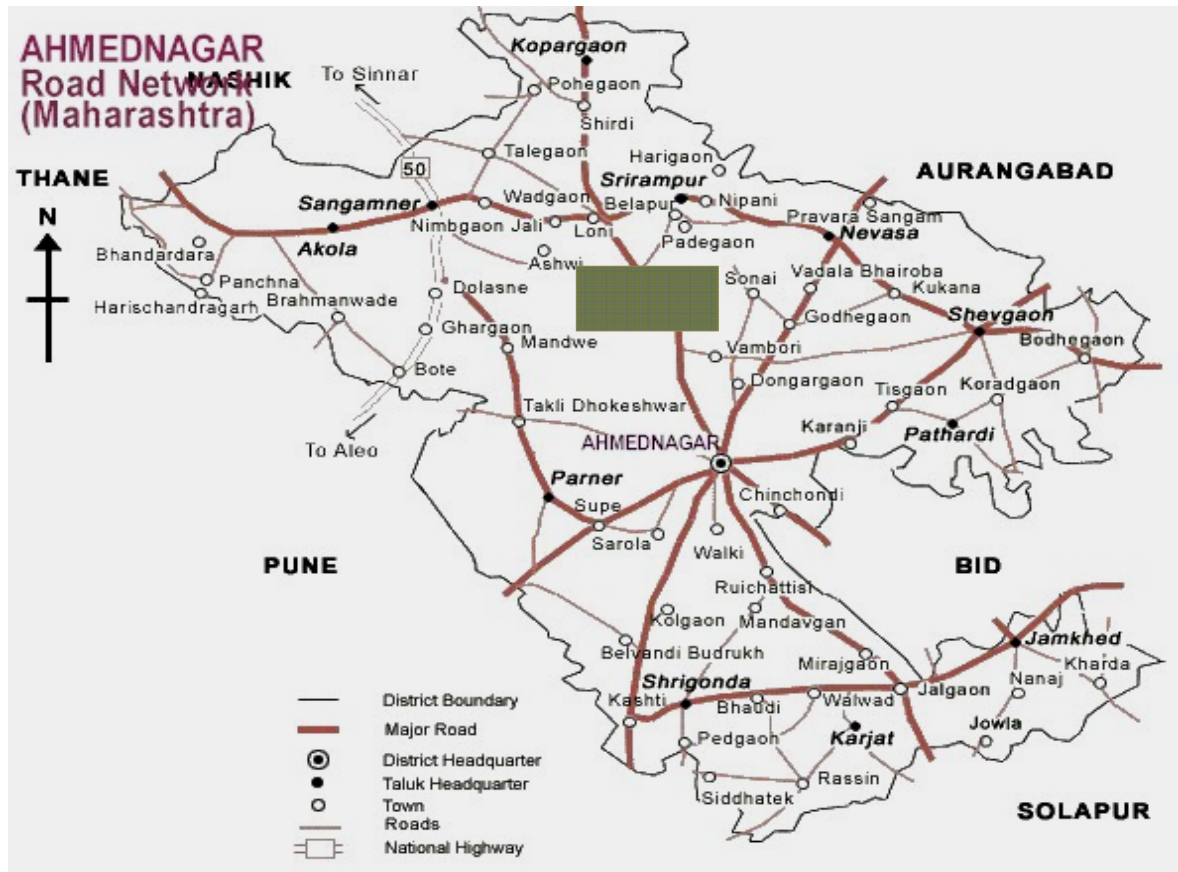 AHMEDNAGAR
Road Network
(Maharashtra)
NASHIK
To Sinnar
Kopargaon
Pohegaon
Shirdi
Talegaon
Harigaon
AURANGABAD
THANE
50
Srirampur
Sangamner
Wadgaon
Belapur
Nipani
Pravara Sangam
N
Nimbgaon Jali
Loni
Padegaon
Nevasa
Akola
Bhandardara
Ashwi
Sonai
Vadala Bhairoba
Panchna
Kukana
Harischandragarh
Brahmanwade
Dolasne
Godhegaon
Shevgaon
Ghargaon
Mandwe
Vambori
Bodhegaon
Bote
Dongargaon
Tisgaon
Koradgaon
Takli Dhokeshwar
Karanji
Pathardi
To Aleo
AHMEDNAGAR
Parner
Chinchondi
Supe
Sarola
Walki
PUNE
BID
Ruichattisi
Kolgaon
Mandavgan
Jamkhed
Belvandi Budrukh
Mirajgaon
Kharda
Shrigonda
Nanaj
Jalgaon
Kashti
Bhaudi
Walwad
Jowla
Pedgaon
Karjat
Rassin
Siddhatek
SOLAPUR
District Boundary
Major Road
District Headquarter
Taluk Headquarter
Town
Roads
National Highway